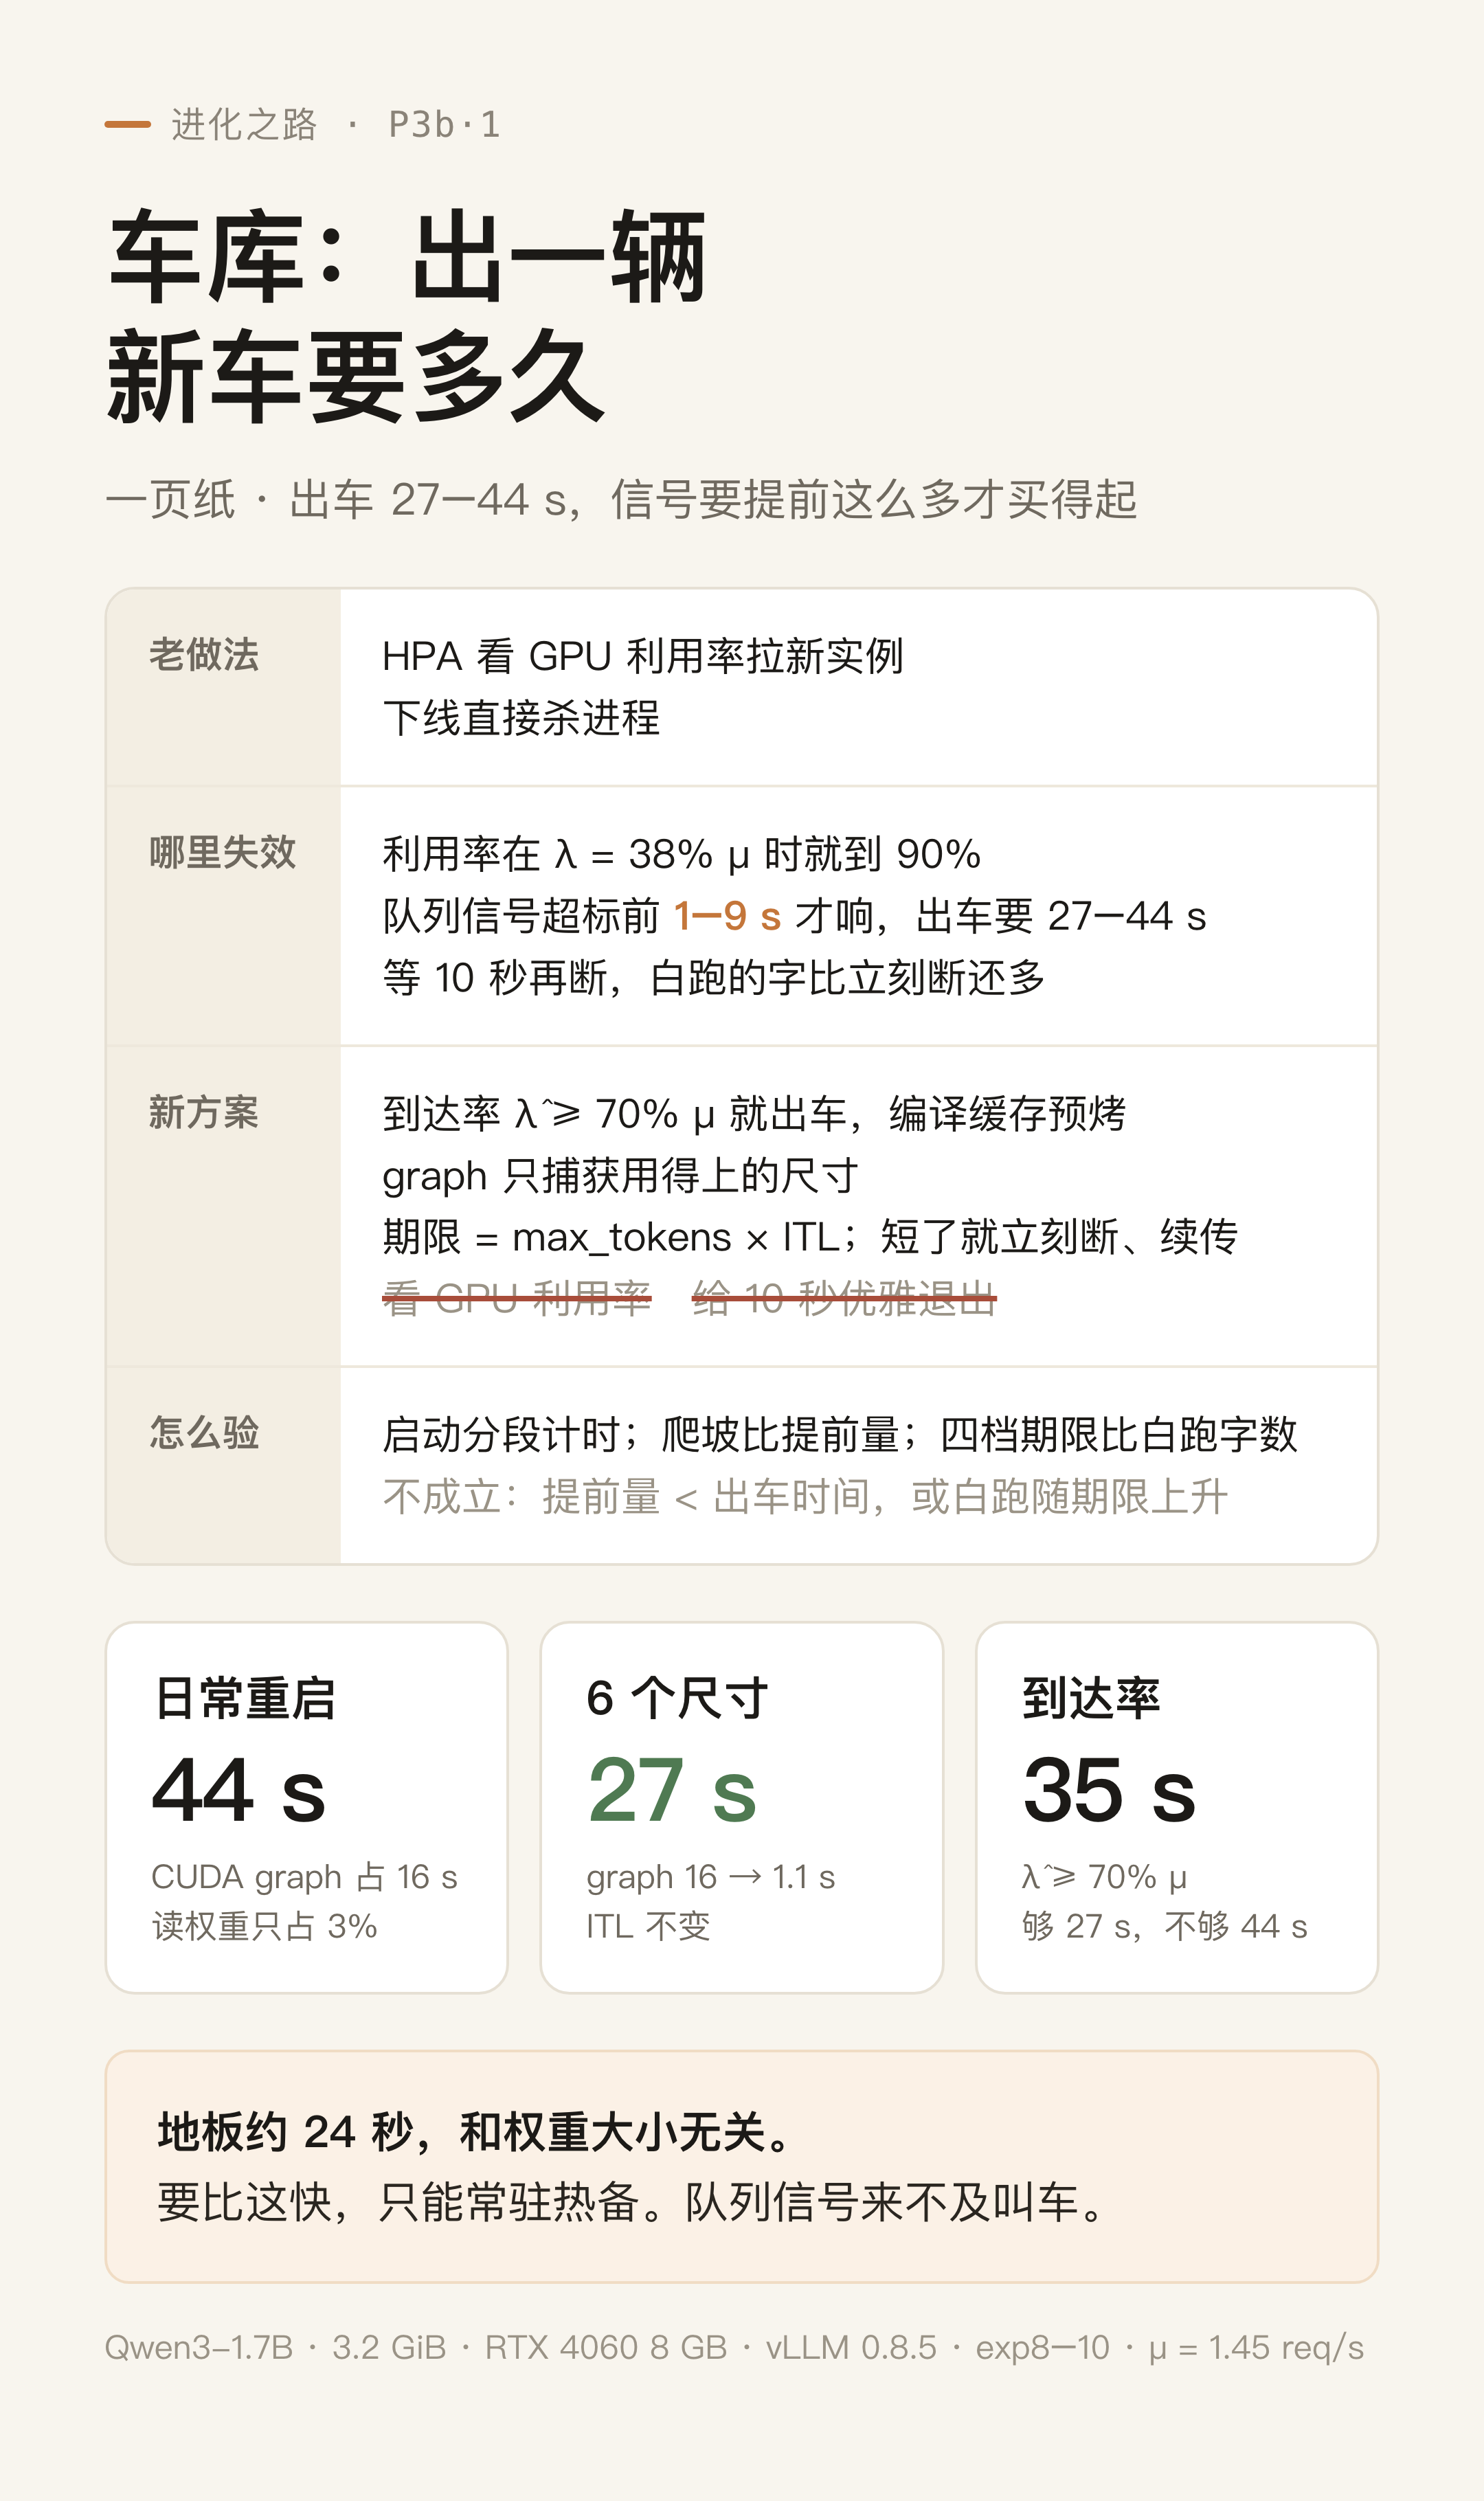 进化之路 · P3b·1
车库：出一辆
新车要多久
一页纸 · 出车 27–44 s，信号要提前这么多才买得起
老做法
HPA 看 GPU 利用率拉新实例
下线直接杀进程
哪里失效
利用率在 λ = 38% μ 时就到 90%
队列信号超标前 1–9 s 才响，出车要 27–44 s
等 10 秒再断，白跑的字比立刻断还多
新方案
到达率 λ̂ ≥ 70% μ 就出车，编译缓存预烤
graph 只捕获用得上的尺寸
期限 = max_tokens × ITL；短了就立刻断、续传
看 GPU 利用率 给 10 秒优雅退出
怎么验
启动分段计时；爬坡比提前量；四档期限比白跑字数
不成立：提前量 < 出车时间，或白跑随期限上升
日常重启
44 s
CUDA graph 占 16 s
读权重只占 3%
6 个尺寸
27 s
graph 16 → 1.1 s
ITL 不变
到达率
35 s
λ̂ ≥ 70% μ
够 27 s，不够 44 s
地板约 24 秒，和权重大小无关。
要比这快，只能常驻热备。队列信号来不及叫车。
Qwen3-1.7B · 3.2 GiB · RTX 4060 8 GB · vLLM 0.8.5 · exp8–10 · μ = 1.45 req/s